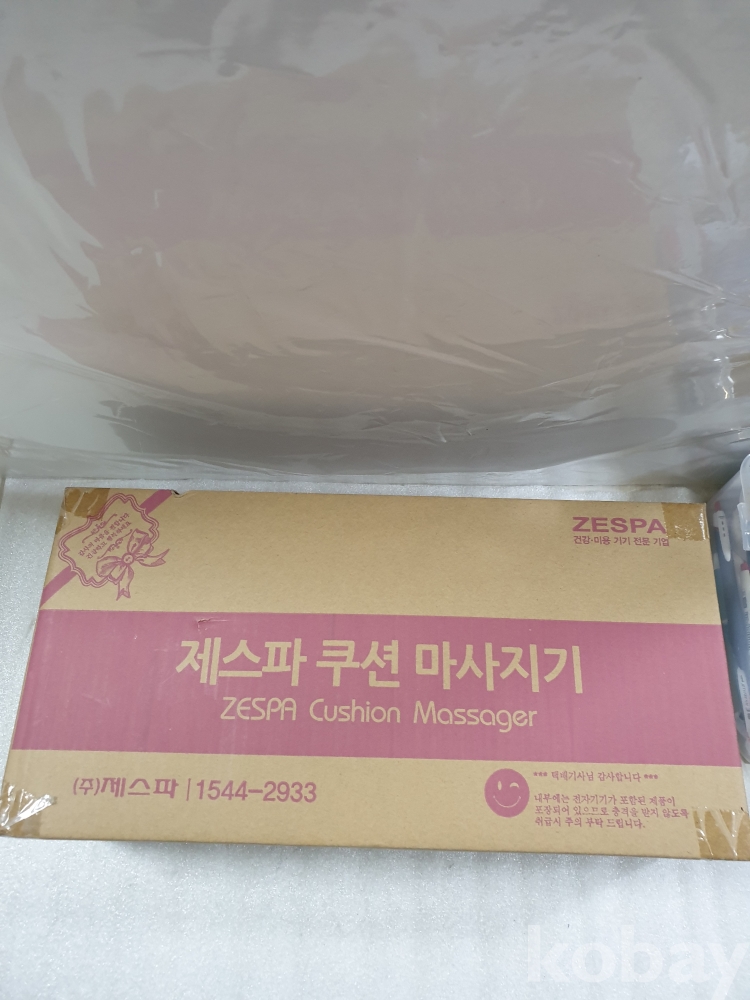 ZESPA
건강·미용 기기 전문 기업
제스파 쿠션 마사지기
ZESPA Cushion Massager
(주)제스파 | 1544-2933
*** 택배기사님 감사합니다 ***
내부에는 전자기기가 포함된 제품이
포장되어 있으므로 충격을 받지 않도록
취급시 주의 부탁 드립니다.
kobay